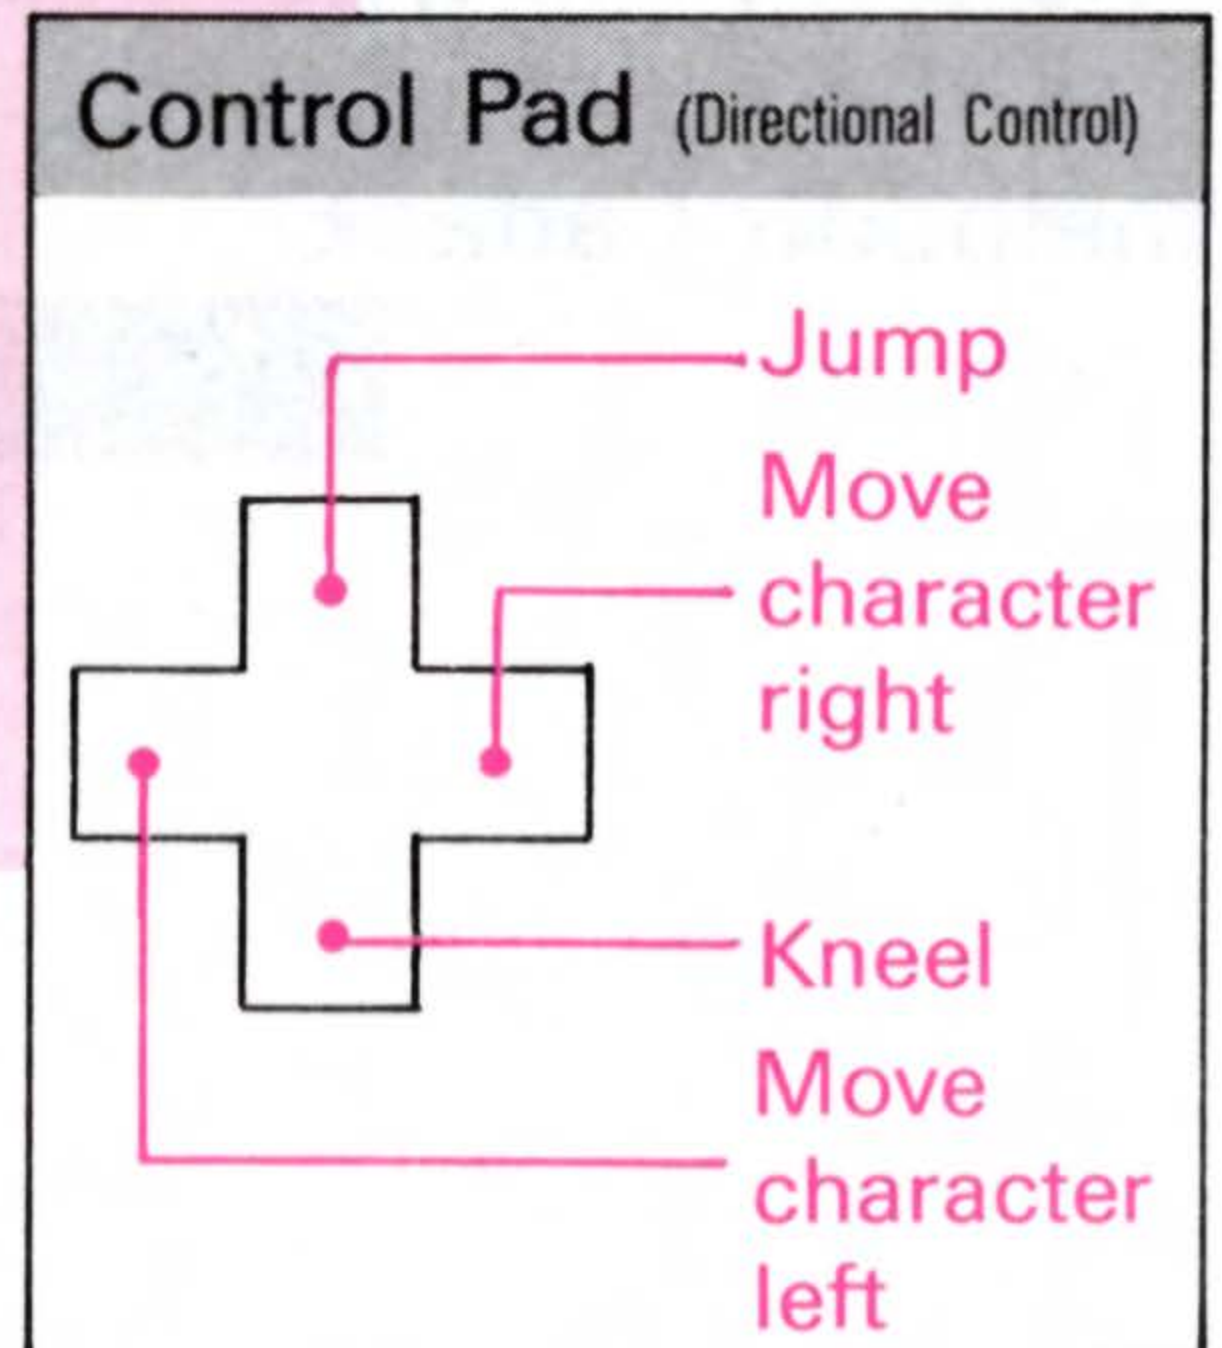 Control Pad (Directional Control)
Jump
Move
character
right
Kneel
Move
character
left